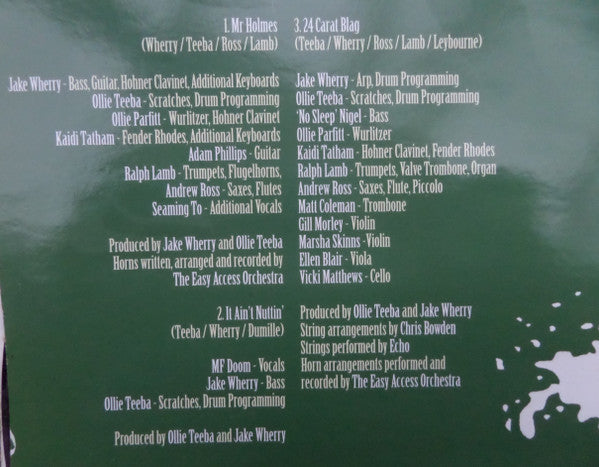 1. Mr Holmes
(Wherry / Teeba / Ross / Lamb)
Jake Wherry - Bass, Guitar, Hohner Clavinet, Additional Keyboards
Ollie Teeba - Scratches, Drum Programming
Ollie Parfitt - Wurlitzer, Hohner Clavinet
Kaidi Tatham - Fender Rhodes, Additional Keyboards
Adam Phillips - Guitar
Ralph Lamb - Trumpets, Flugelhorns,
Andrew Ross - Saxes, Flutes
Seaming To - Additional Vocals
Produced by Jake Wherry and Ollie Teeba
Horns written, arranged and recorded by
The Easy Access Orchestra
2. It Ain't Nuttin'
(Teeba / Wherry / Dumille)
MF Doom - Vocals
Jake Wherry - Bass
Ollie Teeba - Scratches, Drum Programming
Produced by Ollie Teeba and Jake Wherry
3. 24 Carat Blag
(Teeba / Wherry / Ross / Lamb / Leybourne)
Jake Wherry - Arp, Drum Programming
Ollie Teeba - Scratches, Drum Programming
'No Sleep' Nigel - Bass
Ollie Parfitt - Wurlitzer
Kaidi Tatham - Hohner Clavinet, Fender Rhodes
Ralph Lamb - Trumpets, Valve Trombone, Organ
Andrew Ross - Saxes, Flute, Piccolo
Matt Coleman - Trombone
Gill Morley - Violin
Marsha Skinns - Violin
Ellen Blair - Viola
Vicki Matthews - Cello
Produced by Ollie Teeba and Jake Wherry
String arrangements by Chris Bowden
Strings performed by Echo
Horn arrangements performed and
recorded by The Easy Access Orchestra